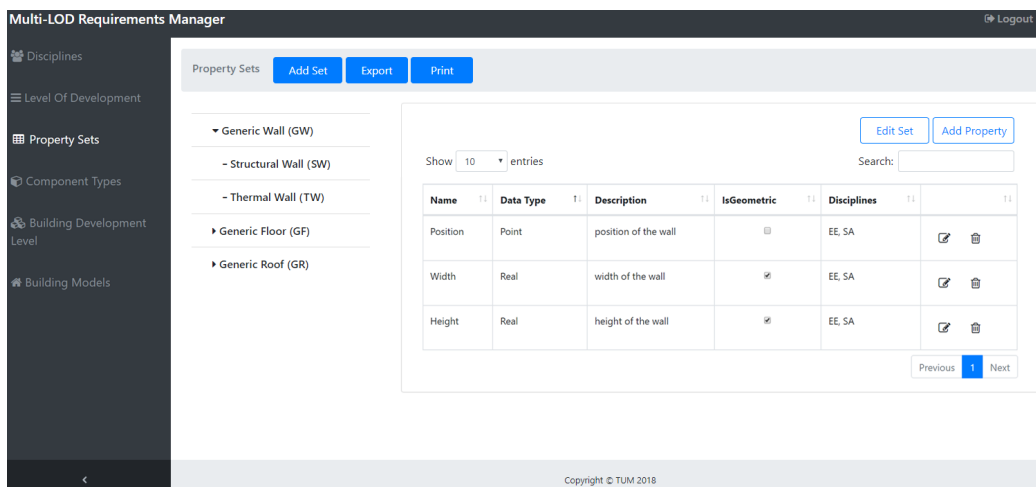 Multi-LOD Requirements Manager
Logout
Disciplines
Level Of Development
Property Sets
Component Types
Building Development
Level
Building Models
Property Sets
Add Set
Export
Print
Generic Wall (GW)
- Structural Wall (SW)
- Thermal Wall (TW)
Generic Floor (GF)
Generic Roof (GR)
Edit Set
Add Property
Show 10 entries
Search:
Name Data Type Description IsGeometric Disciplines
Position Point position of the wall EE, SA
Width Real width of the wall EE, SA
Height Real height of the wall EE, SA
Previous 1 Next
Copyright © TUM 2018